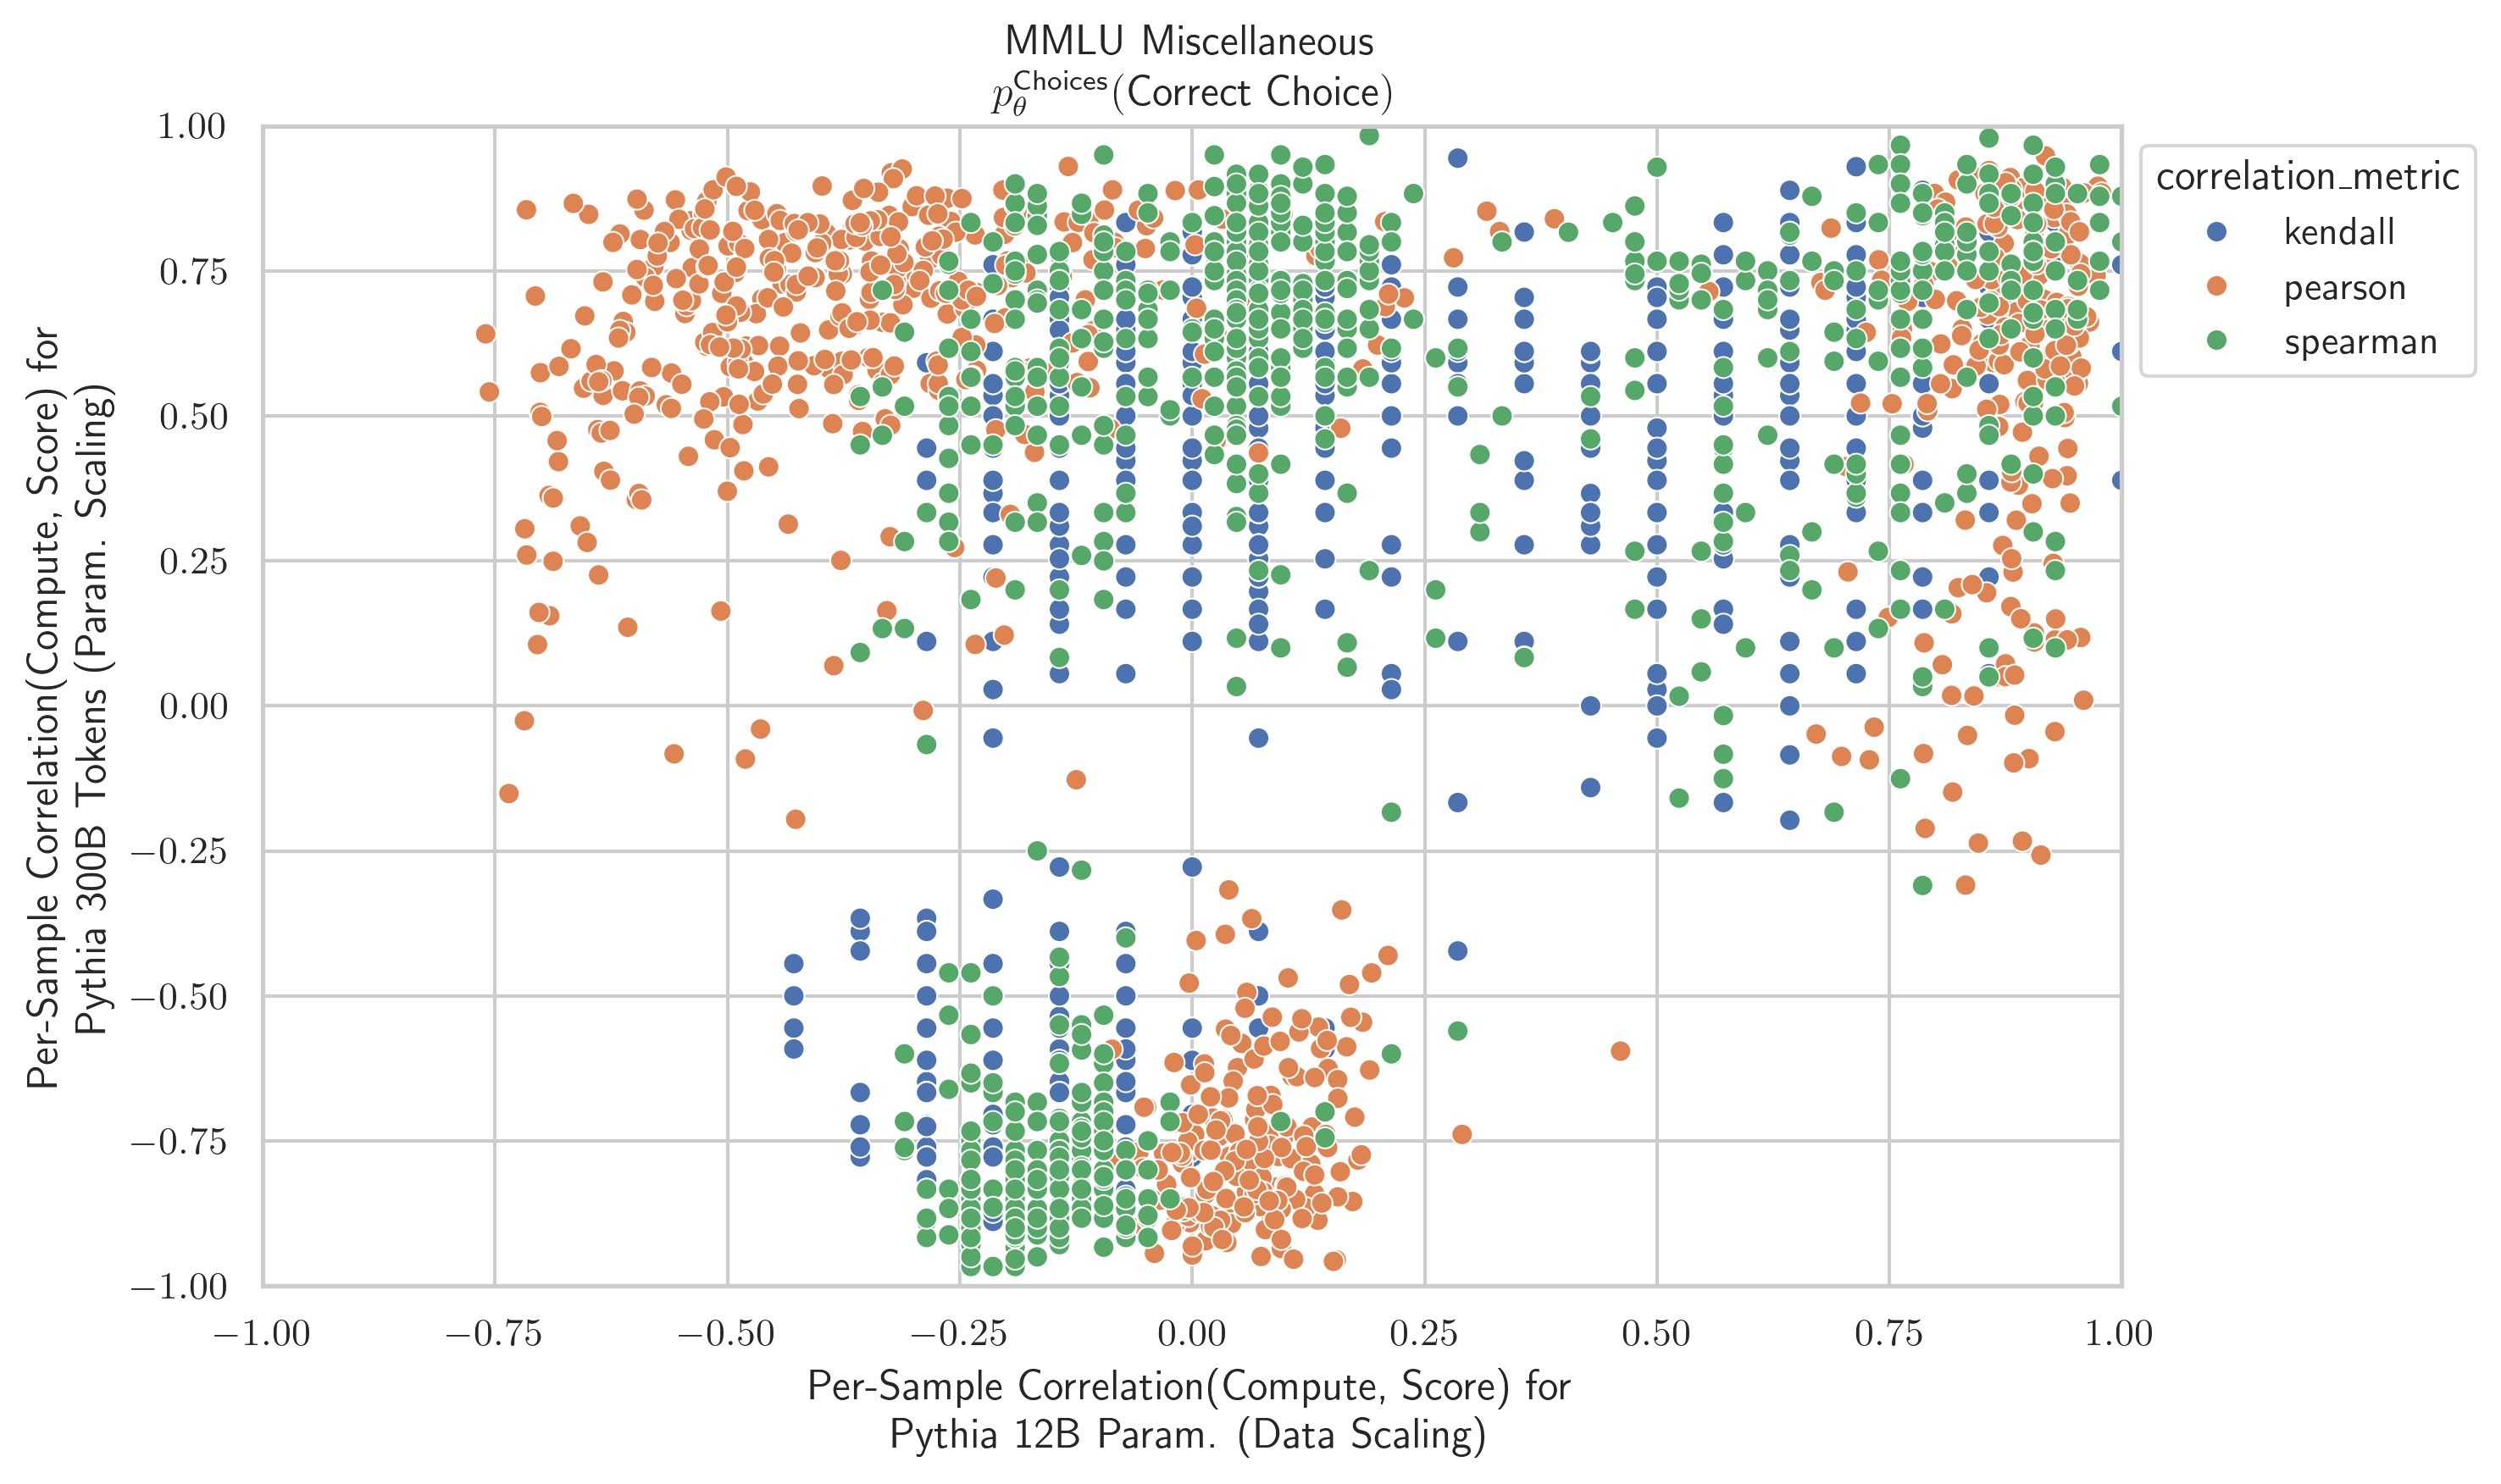 MMLU Miscellaneous
p_θ^Choices(Correct Choice)
1.00
0.75
0.50
0.25
0.00
−0.25
−0.50
−0.75
−1.00
Per-Sample Correlation(Compute, Score) for
Pythia 300B Tokens (Param. Scaling)
correlation_metric
kendall
pearson
spearman
−1.00 −0.75 −0.50 −0.25 0.00 0.25 0.50 0.75 1.00
Per-Sample Correlation(Compute, Score) for
Pythia 12B Param. (Data Scaling)